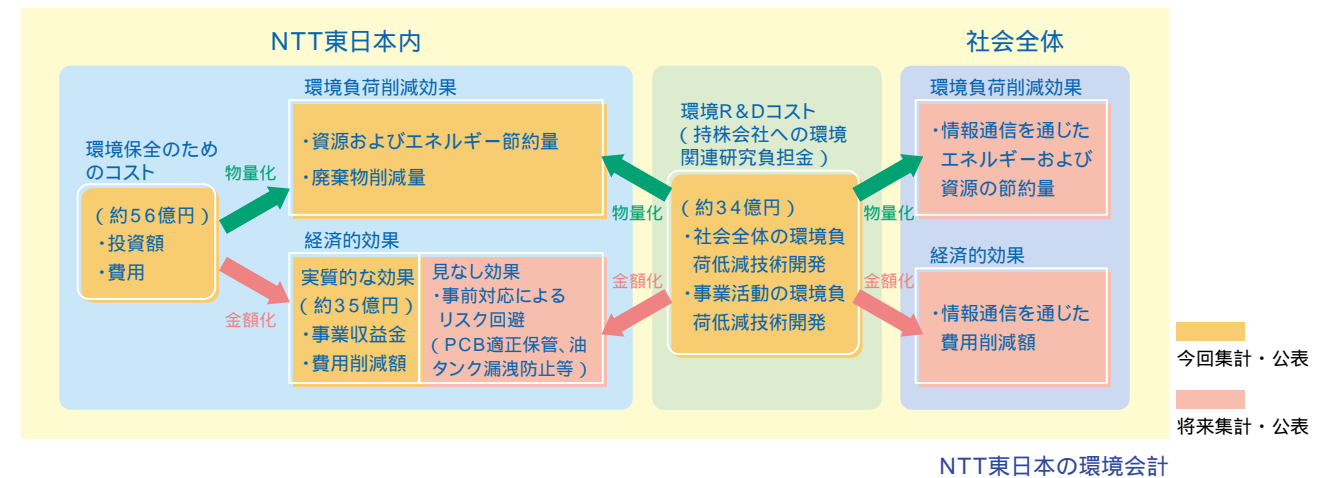 NTT東日本内
社会全体
環境保全のため
のコスト
(約56億円)
・投資額
・費用
物量化
金額化
環境負荷削減効果
・資源およびエネルギー節約量
・廃棄物削減量
経済的効果
実質的な効果
(約35億円)
・事業収益金
・費用削減額
見なし効果
・事前対応による
リスク回避
(PCB適正保管、油
タンク漏洩防止等)
物量化
金額化
環境R&Dコスト
(持株会社への環境
関連研究負担金)
(約34億円)
・社会全体の環境負
荷低減技術開発
・事業活動の環境負
荷低減技術開発
物量化
金額化
環境負荷削減効果
・情報通信を通じた
エネルギーおよび
資源の節約量
経済的効果
・情報通信を通じた
費用削減額
今回集計・公表
将来集計・公表
NTT東日本の環境会計